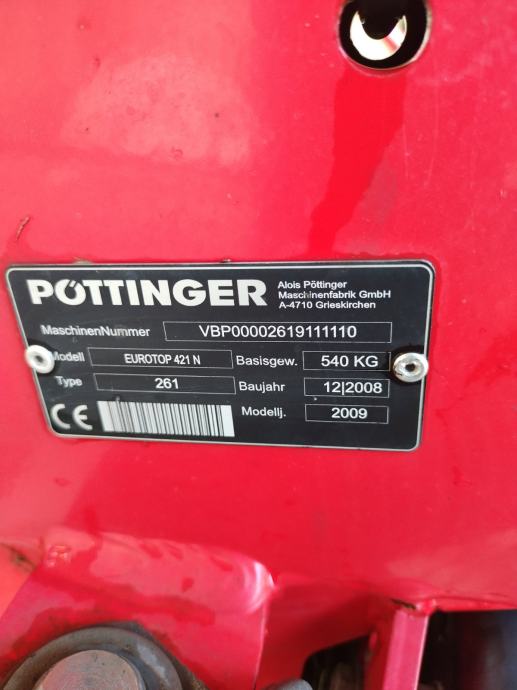 PÖTTINGER
Alois Pöttinger
Maschinenfabrik GmbH
A-4710 Grieskirchen
MaschinenNummer VBP00002619111110
Modell EUROTOP 421 N Basisgew. 540 KG
Type 261 Baujahr 12|2008
CE Modellj. 2009